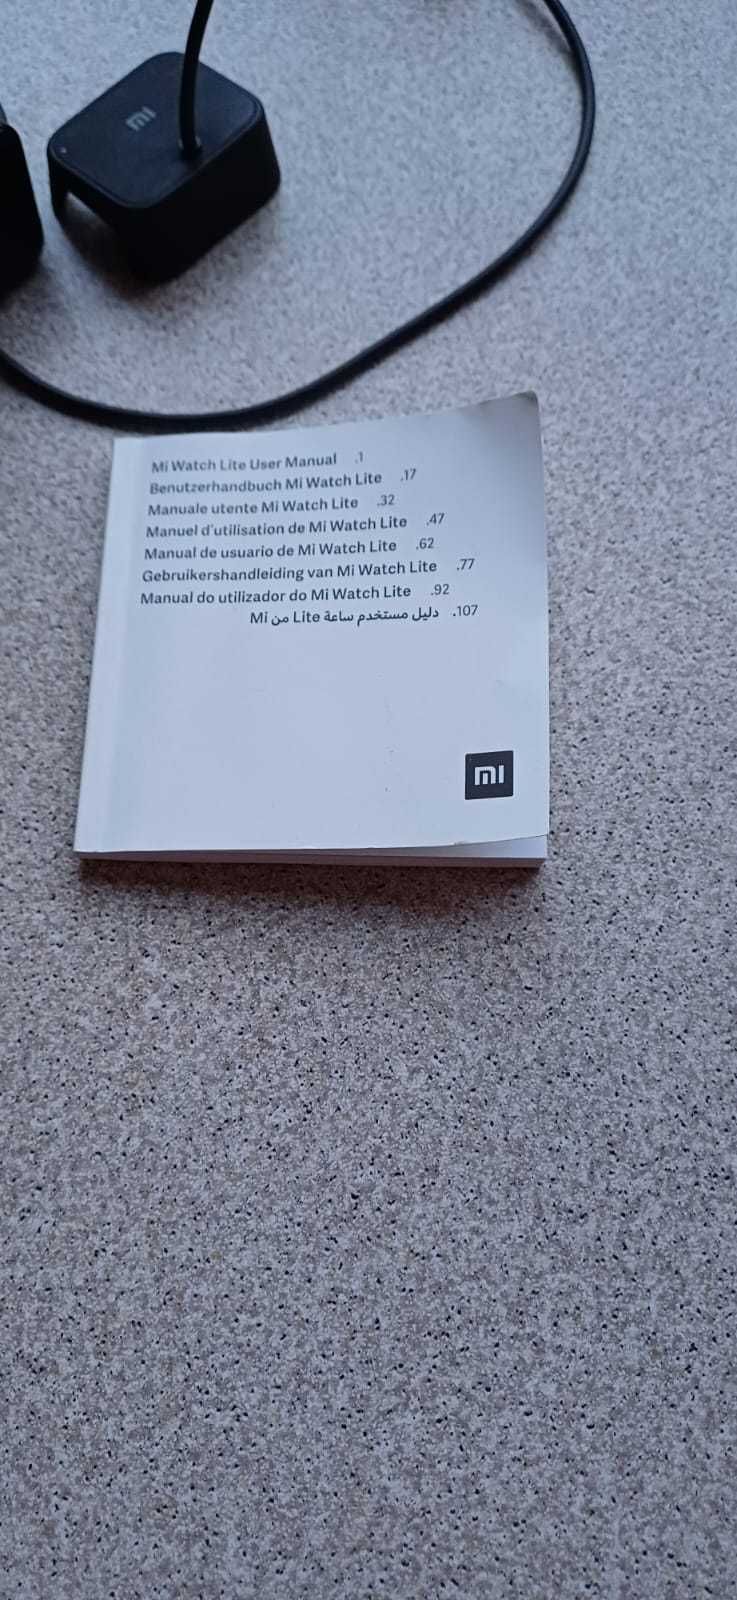 mi
Mi Watch Lite User Manual .1
Benutzerhandbuch Mi Watch Lite .17
Manuale utente Mi Watch Lite .32
Manuel d'utilisation de Mi Watch Lite .47
Manual de usuario de Mi Watch Lite .62
Gebruikershandleiding van Mi Watch Lite .77
Manual do utilizador do Mi Watch Lite .92
دليل مستخدم ساعة Lite من Mi .107
mi